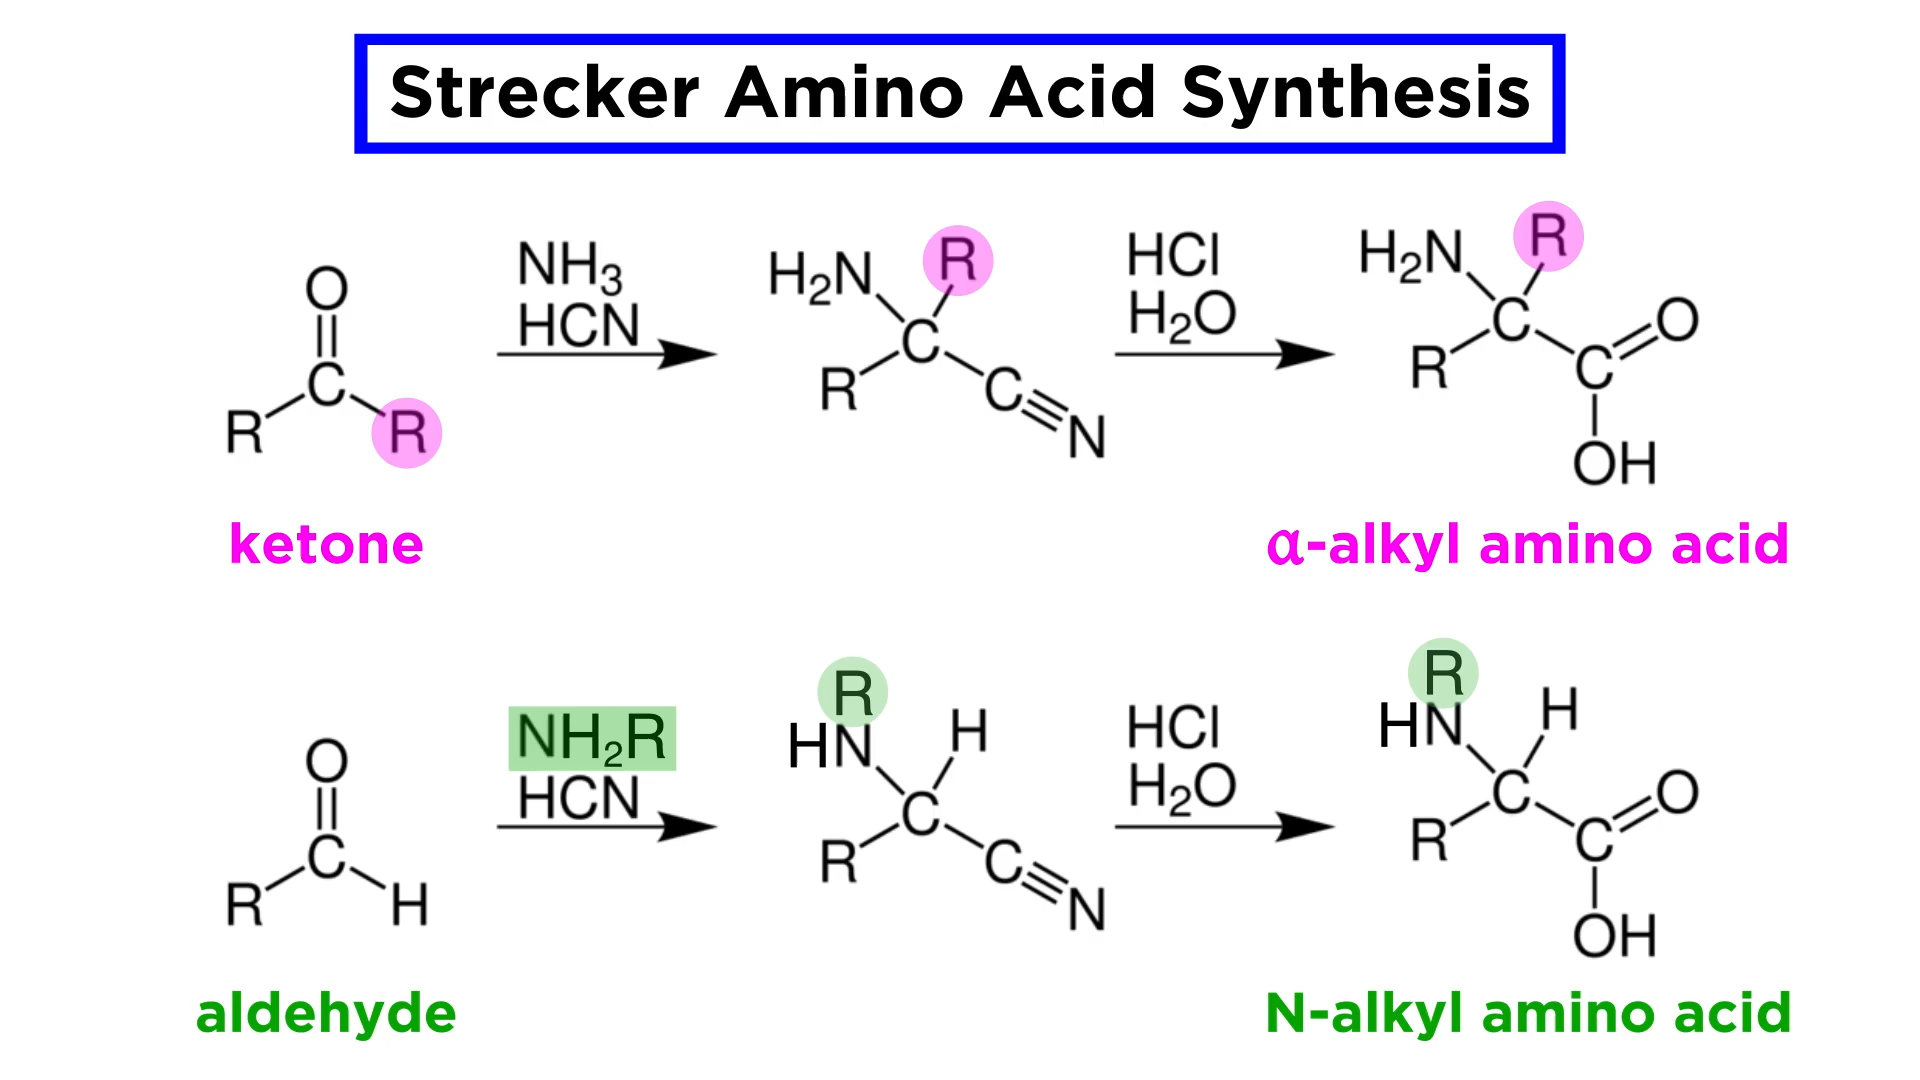 Strecker Amino Acid Synthesis
O
C
R
R
NH₃
HCN
H₂N
R
C
R
C
N
HCl
H₂O
H₂N
R
C
O
R
C
OH
ketone
α-alkyl amino acid
O
C
R
H
NH₂R
HCN
R
HN
H
C
R
C
N
HCl
H₂O
R
HN
H
C
O
R
C
OH
aldehyde
N-alkyl amino acid